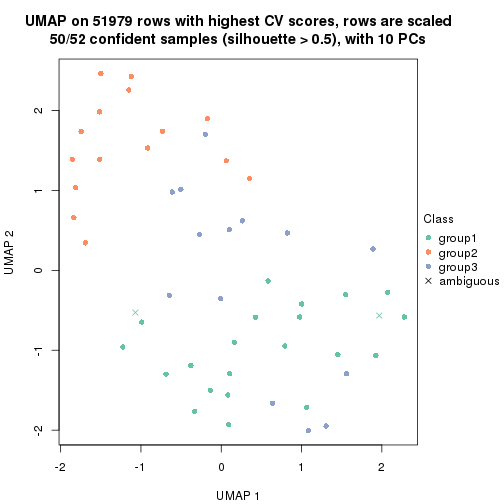 UMAP on 51979 rows with highest CV scores, rows are scaled
50/52 confident samples (silhouette > 0.5), with 10 PCs
2
1
0
-1
-2
UMAP 2
-2 -1 0 1 2
UMAP 1
Class
group1
group2
group3
ambiguous